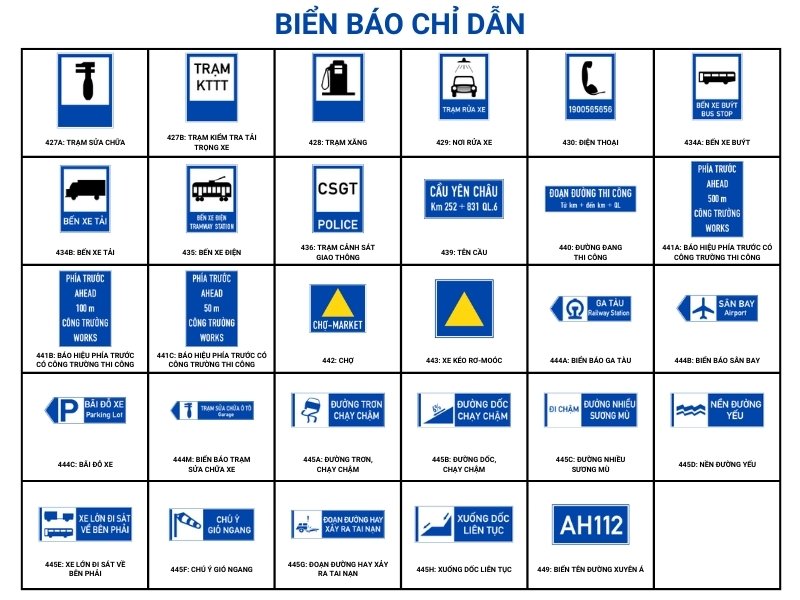 BIỂN BÁO CHỈ DẪN
427A: TRẠM SỬA CHỮA
TRẠM
KTTT
427B: TRẠM KIỂM TRA TẢI
TRỌNG XE
428: TRẠM XĂNG
TRẠM RỬA XE
429: NƠI RỬA XE
1900565656
430: ĐIỆN THOẠI
BẾN XE BUÝT
BUS STOP
434A: BẾN XE BUÝT
BẾN XE TẢI
434B: BẾN XE TẢI
BẾN XE ĐIỆN
TRAMWAY STATION
435: BẾN XE ĐIỆN
CSGT
POLICE
436: TRẠM CẢNH SÁT
GIAO THÔNG
CẦU YÊN CHÂU
Km 252 + 831 QL.6
439: TÊN CẦU
ĐOẠN ĐƯỜNG THI CÔNG
Từ km + đến km + QL
440: ĐƯỜNG ĐANG
THI CÔNG
PHÍA TRƯỚC
AHEAD
500 m
CÔNG TRƯỜNG
WORKS
441A: BÁO HIỆU PHÍA TRƯỚC CÓ
CÔNG TRƯỜNG THI CÔNG
PHÍA TRƯỚC
AHEAD
100 m
CÔNG TRƯỜNG
WORKS
441B: BÁO HIỆU PHÍA TRƯỚC
CÓ CÔNG TRƯỜNG THI CÔNG
PHÍA TRƯỚC
AHEAD
50 m
CÔNG TRƯỜNG
WORKS
441C: BÁO HIỆU PHÍA TRƯỚC CÓ
CÔNG TRƯỜNG THI CÔNG
CHỢ-MARKET
442: CHỢ
443: XE KÉO RƠ-MOÓC
GA TÀU
Railway Station
444A: BIỂN BÁO GA TÀU
SÂN BAY
Airport
444B: BIỂN BÁO SÂN BAY
P
BÃI ĐỖ XE
Parking Lot
444C: BÃI ĐỖ XE
TRẠM SỬA CHỮA Ô TÔ
Garage
444M: BIỂN BÁO TRẠM
SỬA CHỮA XE
ĐƯỜNG TRƠN
CHẠY CHẬM
445A: ĐƯỜNG TRƠN,
CHẠY CHẬM
ĐƯỜNG DỐC
CHẠY CHẬM
445B: ĐƯỜNG DỐC,
CHẠY CHẬM
ĐI CHẬM
ĐƯỜNG NHIỀU
SƯƠNG MÙ
445C: ĐƯỜNG NHIỀU
SƯƠNG MÙ
NỀN ĐƯỜNG
YẾU
445D: NỀN ĐƯỜNG YẾU
XE LỚN ĐI SÁT
VỀ BÊN PHẢI
445E: XE LỚN ĐI SÁT VỀ
BÊN PHẢI
CHÚ Ý
GIÓ NGANG
445F: CHÚ Ý GIÓ NGANG
ĐOẠN ĐƯỜNG HAY
XẢY RA TAI NẠN
445G: ĐOẠN ĐƯỜNG HAY XẢY
RA TAI NẠN
XUỐNG DỐC
LIÊN TỤC
445H: XUỐNG DỐC LIÊN TỤC
AH112
449: BIỂN TÊN ĐƯỜNG XUYÊN Á